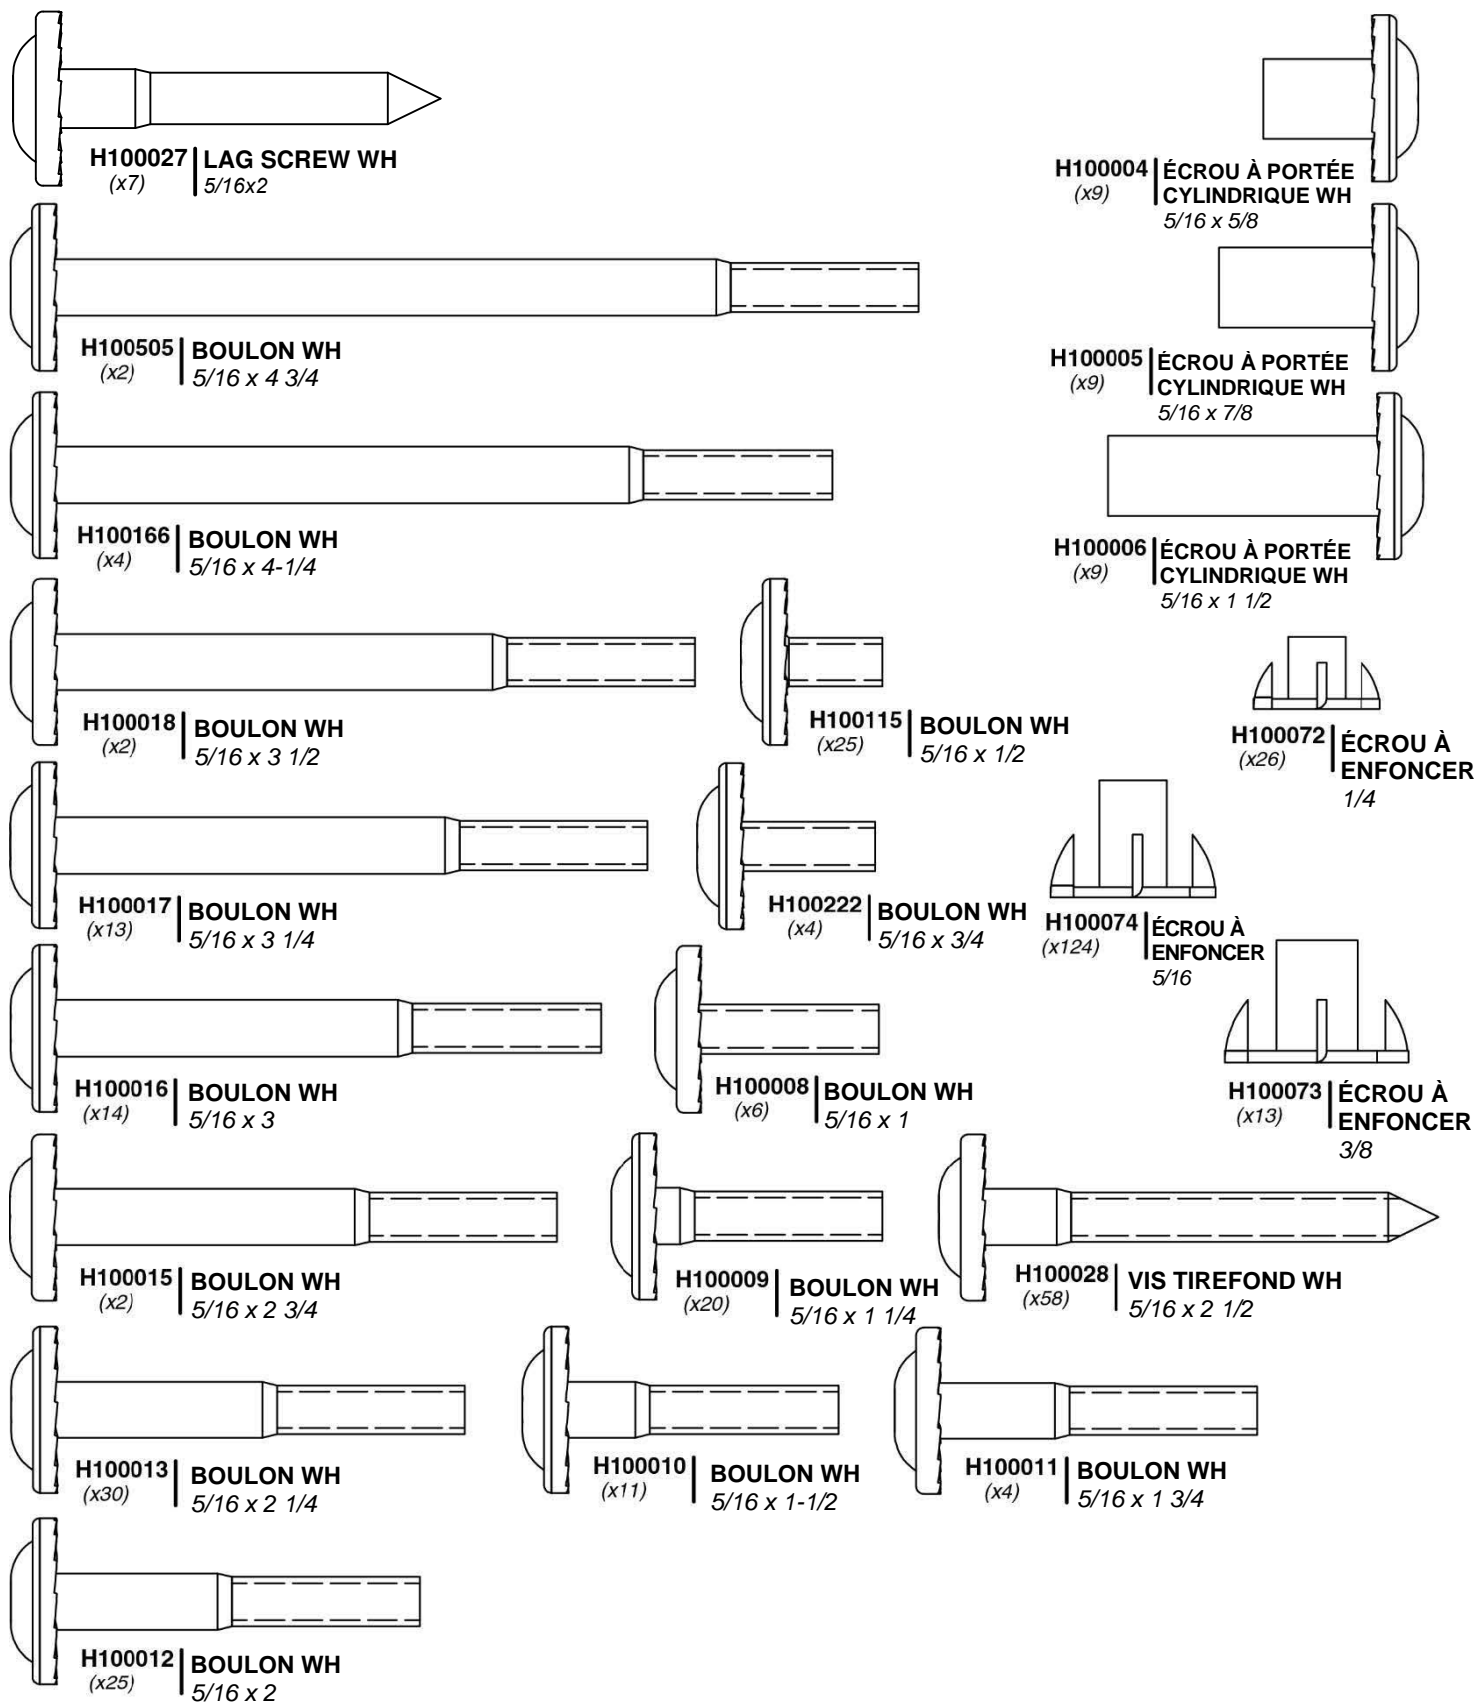 H100027
(x7)
LAG SCREW WH
5/16x2
H100004
(x9)
ÉCROU À PORTÉE
CYLINDRIQUE WH
5/16 x 5/8
H100505
(x2)
BOULON WH
5/16 x 4 3/4
H100005
(x9)
ÉCROU À PORTÉE
CYLINDRIQUE WH
5/16 x 7/8
H100166
(x4)
BOULON WH
5/16 x 4-1/4
H100006
(x9)
ÉCROU À PORTÉE
CYLINDRIQUE WH
5/16 x 1 1/2
H100018
(x2)
BOULON WH
5/16 x 3 1/2
H100115
(x25)
BOULON WH
5/16 x 1/2
H100072
(x26)
ÉCROU À
ENFONCER
1/4
H100017
(x13)
BOULON WH
5/16 x 3 1/4
H100222
(x4)
BOULON WH
5/16 x 3/4
H100074
(x124)
ÉCROU À
ENFONCER
5/16
H100016
(x14)
BOULON WH
5/16 x 3
H100008
(x6)
BOULON WH
5/16 x 1
H100073
(x13)
ÉCROU À
ENFONCER
3/8
H100015
(x2)
BOULON WH
5/16 x 2 3/4
H100009
(x20)
BOULON WH
5/16 x 1 1/4
H100028
(x58)
VIS TIREFOND WH
5/16 x 2 1/2
H100013
(x30)
BOULON WH
5/16 x 2 1/4
H100010
(x11)
BOULON WH
5/16 x 1-1/2
H100011
(x4)
BOULON WH
5/16 x 1 3/4
H100012
(x25)
BOULON WH
5/16 x 2